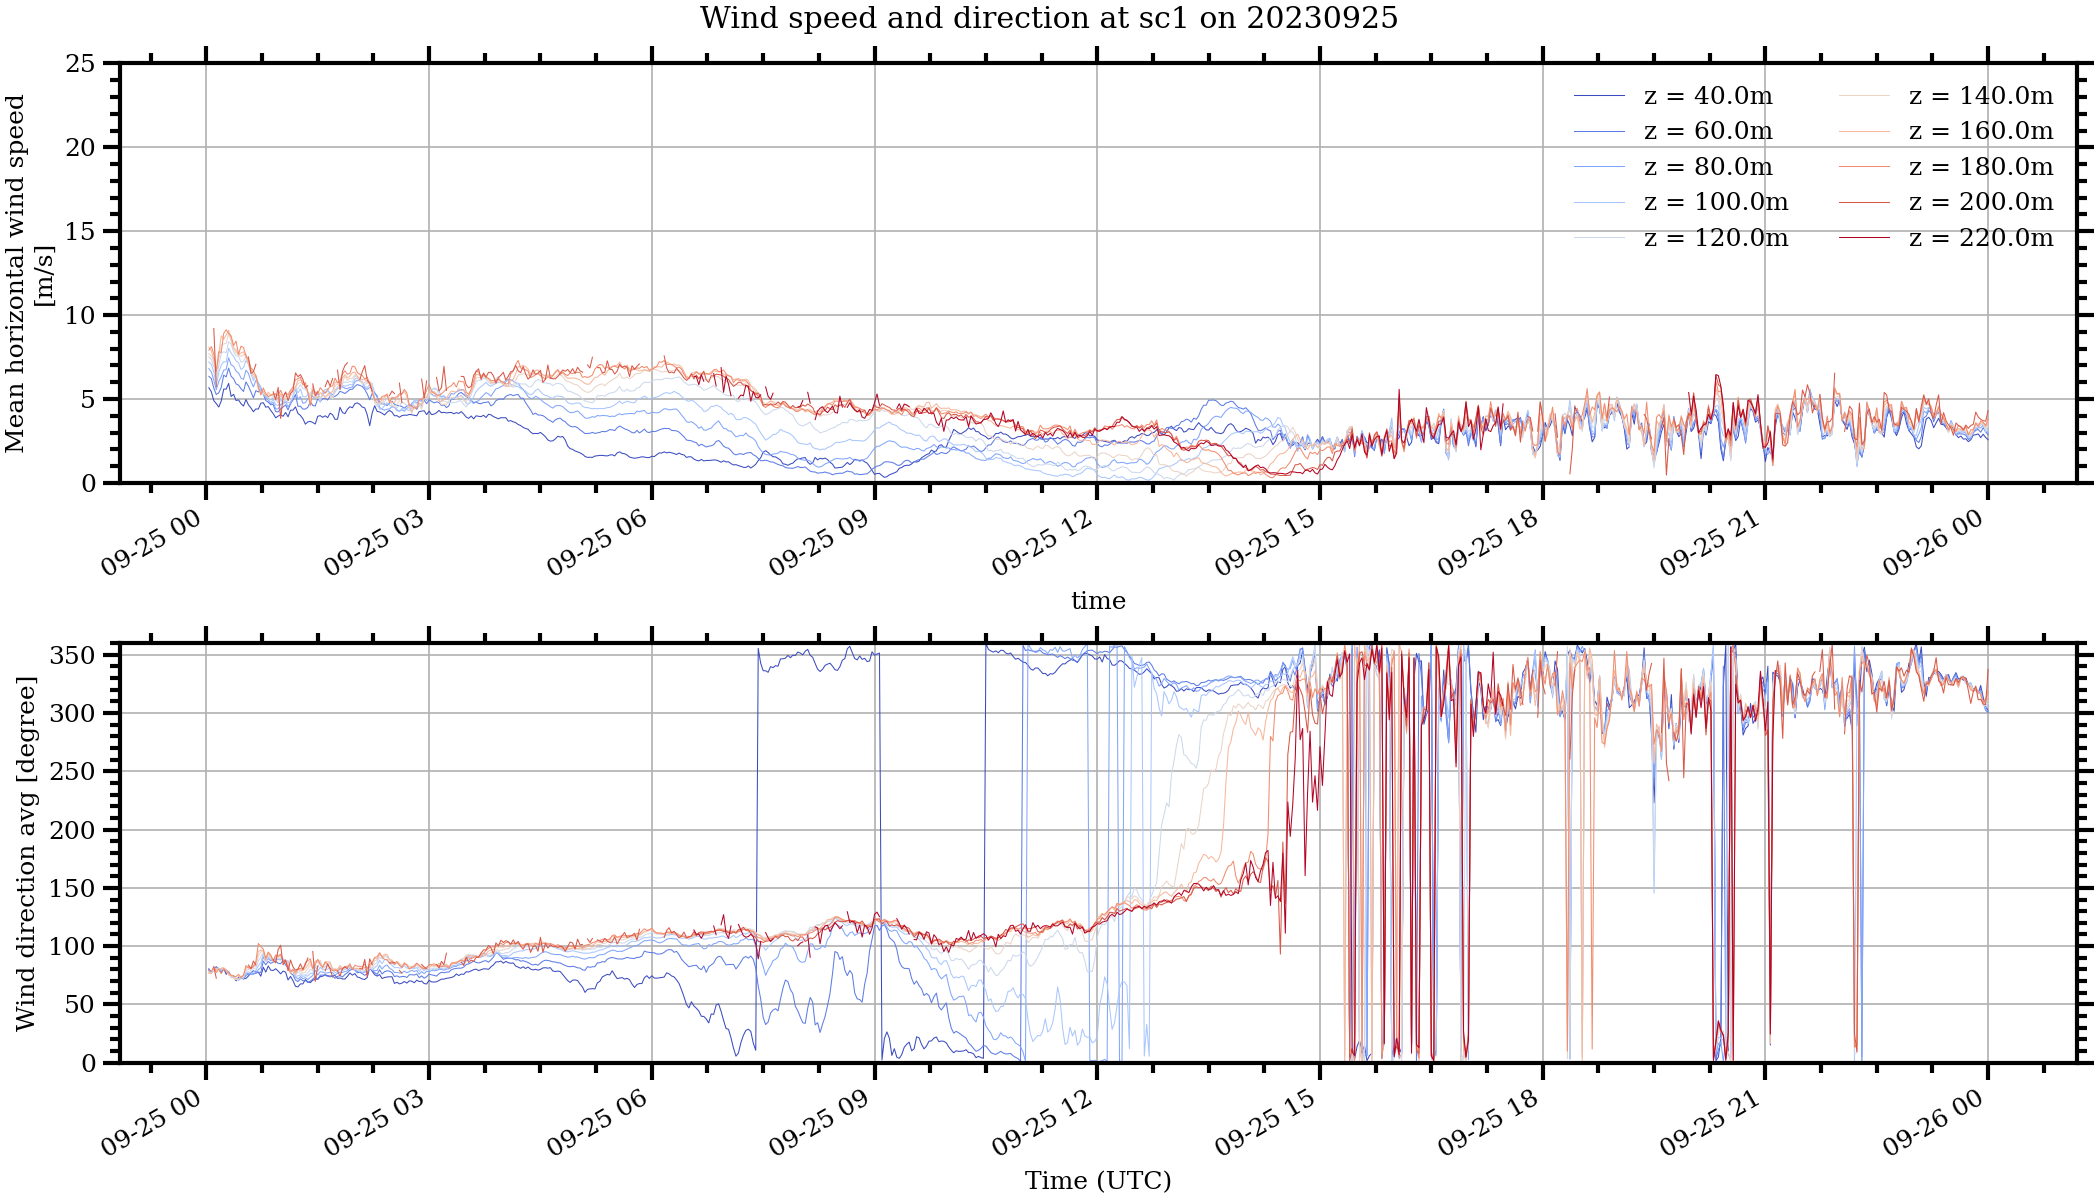 Wind speed and direction at sc1 on 20230925
Mean horizontal wind speed
[m/s]
25
20
15
10
5
0
z = 40.0m
z = 60.0m
z = 80.0m
z = 100.0m
z = 120.0m
z = 140.0m
z = 160.0m
z = 180.0m
z = 200.0m
z = 220.0m
09-25 00
09-25 03
09-25 06
09-25 09
09-25 12
09-25 15
09-25 18
09-25 21
09-26 00
time
Wind direction avg [degree]
350
300
250
200
150
100
50
0
09-25 00
09-25 03
09-25 06
09-25 09
09-25 12
09-25 15
09-25 18
09-25 21
09-26 00
Time (UTC)